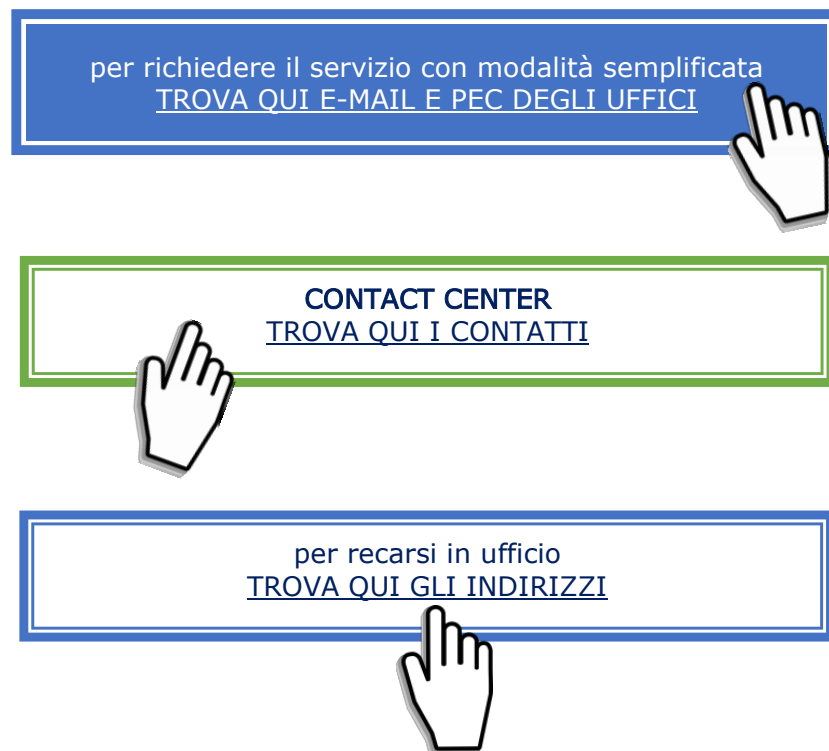 per richiedere il servizio con modalità semplificata
TROVA QUI E-MAIL E PEC DEGLI UFFICI
CONTACT CENTER
TROVA QUI I CONTATTI
per recarsi in ufficio
TROVA QUI GLI INDIRIZZI